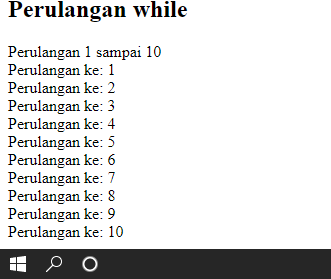 Perulangan while
Perulangan 1 sampai 10
Perulangan ke: 1
Perulangan ke: 2
Perulangan ke: 3
Perulangan ke: 4
Perulangan ke: 5
Perulangan ke: 6
Perulangan ke: 7
Perulangan ke: 8
Perulangan ke: 9
Perulangan ke: 10